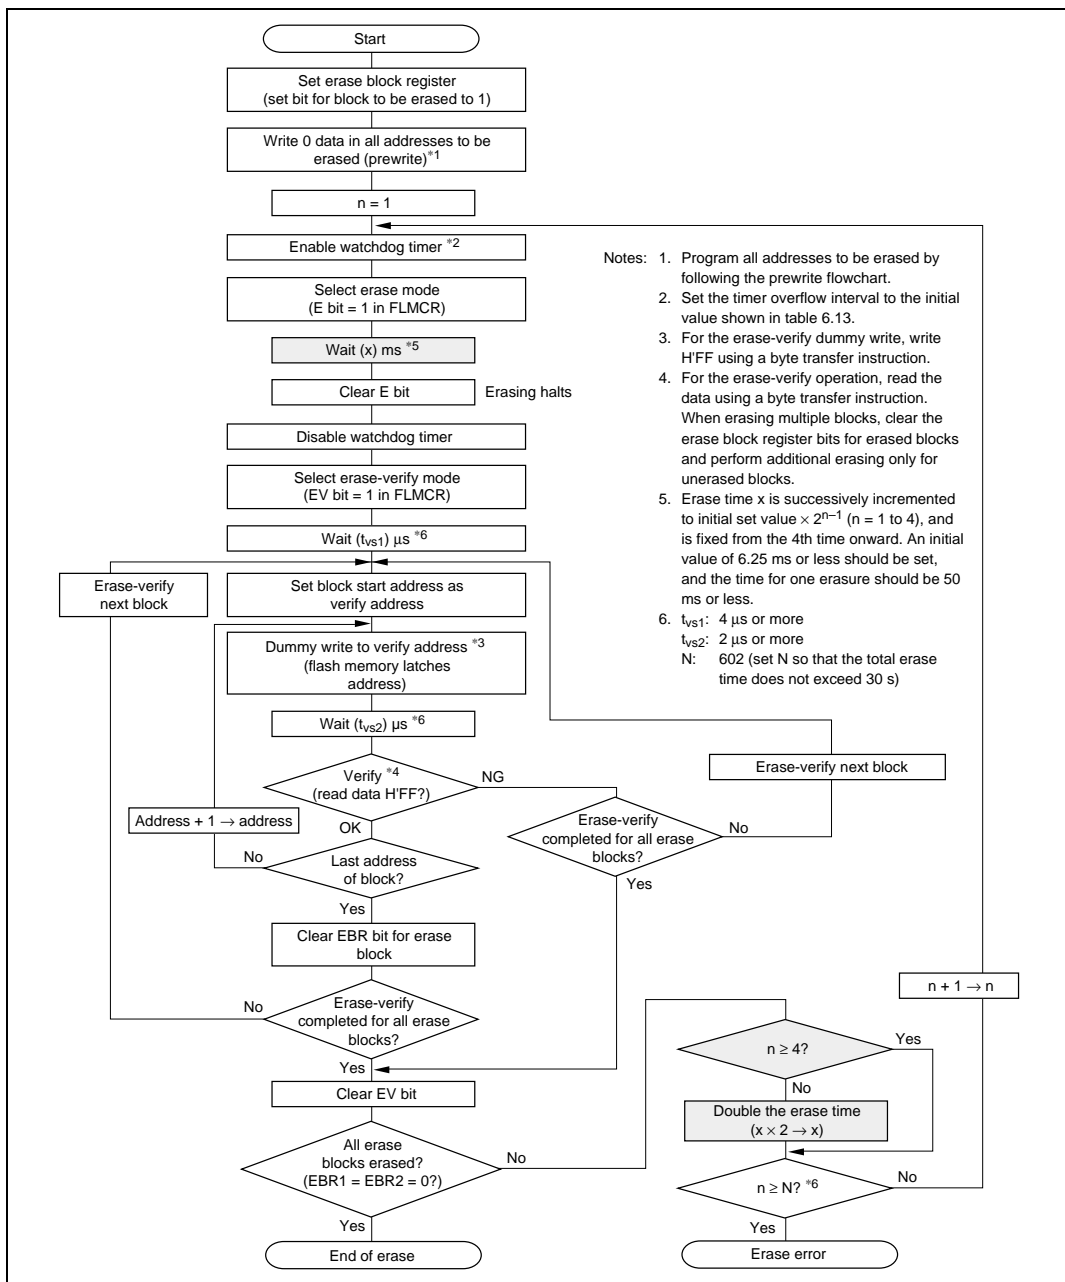 Start
Set erase block register
(set bit for block to be erased to 1)
Write 0 data in all addresses to be
erased (prewrite)*1
n = 1
Enable watchdog timer *2
Select erase mode
(E bit = 1 in FLMCR)
Wait (x) ms *5
Clear E bit
Erasing halts
Disable watchdog timer
Select erase-verify mode
(EV bit = 1 in FLMCR)
Wait (tvs1) μs *6
Erase-verify
next block
Set block start address as
verify address
Dummy write to verify address *3
(flash memory latches
address)
Wait (tvs2) μs *6
Verify *4
(read data H'FF?)
NG
OK
Address + 1 → address
No
Last address
of block?
Yes
Clear EBR bit for erase
block
No
Erase-verify
completed for all erase
blocks?
Yes
Clear EV bit
All erase
blocks erased?
(EBR1 = EBR2 = 0?)
No
Yes
End of erase
Notes: 1. Program all addresses to be erased by
following the prewrite flowchart.
2. Set the timer overflow interval to the initial
value shown in table 6.13.
3. For the erase-verify dummy write, write
H'FF using a byte transfer instruction.
4. For the erase-verify operation, read the
data using a byte transfer instruction.
When erasing multiple blocks, clear the
erase block register bits for erased blocks
and perform additional erasing only for
unerased blocks.
5. Erase time x is successively incremented
to initial set value × 2n–1 (n = 1 to 4), and
is fixed from the 4th time onward. An initial
value of 6.25 ms or less should be set,
and the time for one erasure should be 50
ms or less.
6. tvs1: 4 μs or more
tvs2: 2 μs or more
N: 602 (set N so that the total erase
time does not exceed 30 s)
Erase-verify next block
Erase-verify
completed for all erase
blocks?
No
Yes
n + 1 → n
n ≥ 4?
Yes
No
Double the erase time
(x × 2 → x)
n ≥ N? *6
No
Yes
Erase error